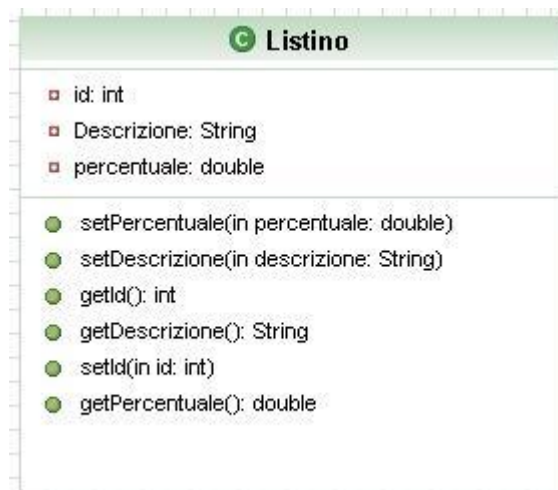 C Listino
id: int
Descrizione: String
percentuale: double
setPercentuale(in percentuale: double)
setDescrizione(in descrizione: String)
getId(): int
getDescrizione(): String
setId(in id: int)
getPercentuale(): double